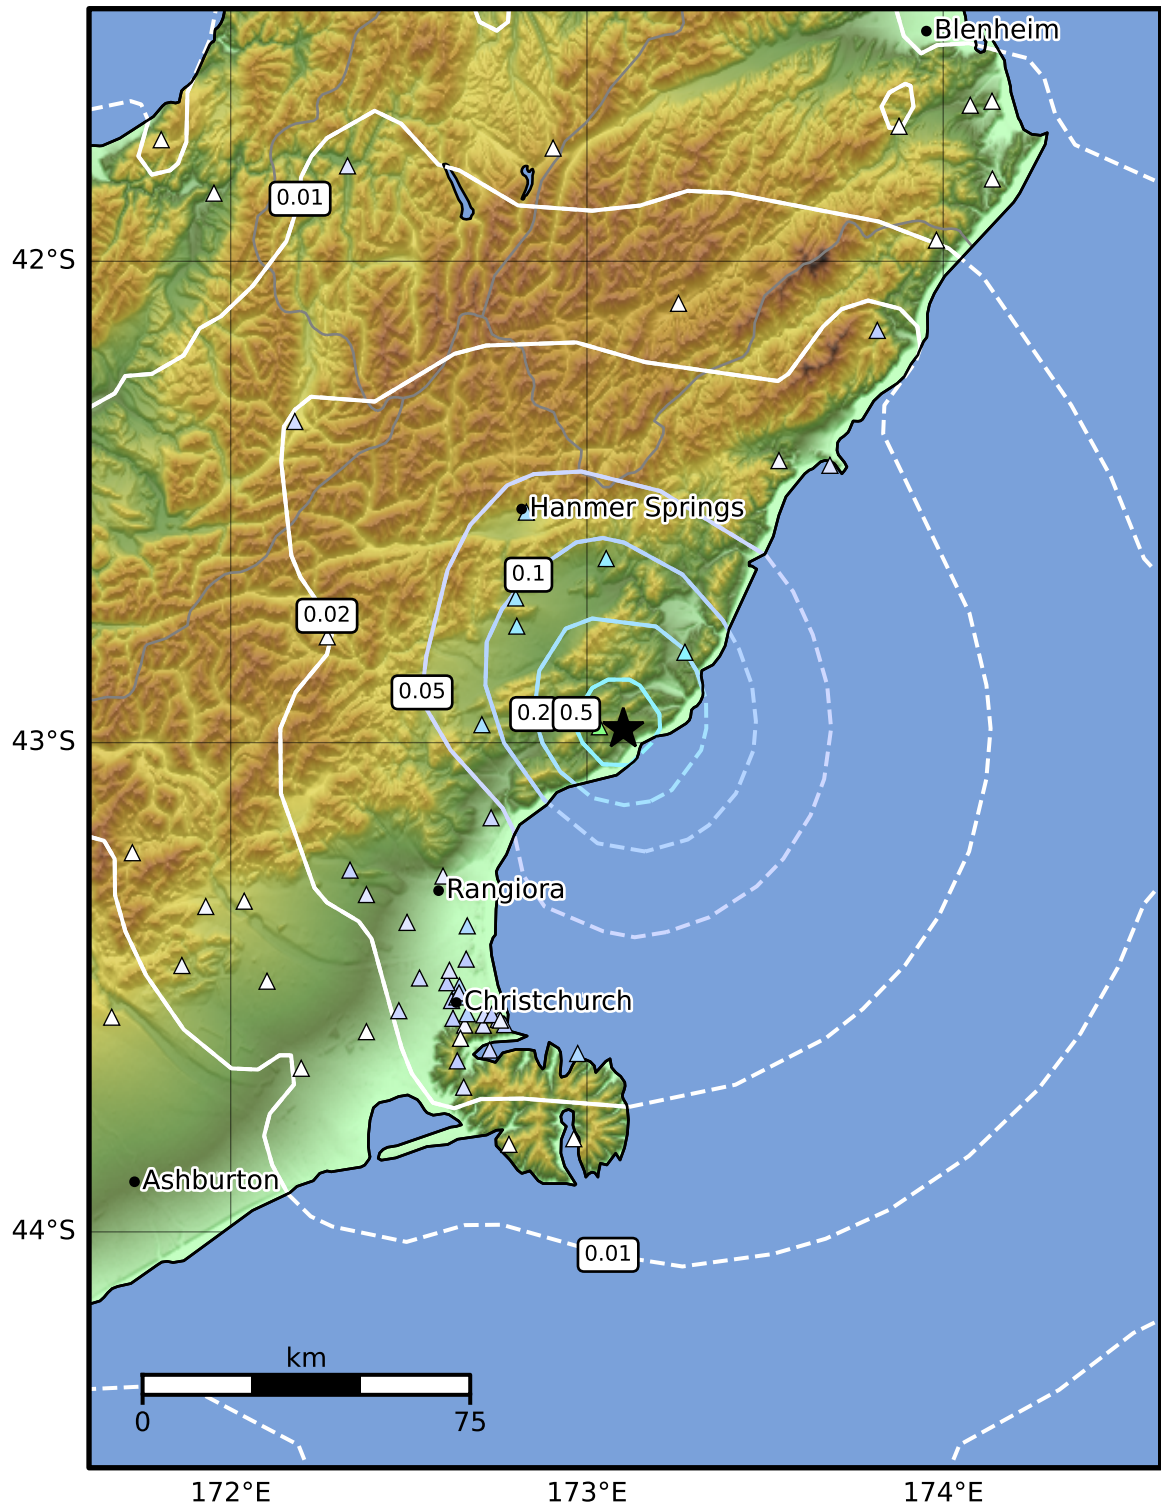 Blenheim
0.01
42°S
Hanmer Springs
0.1
0.02
0.05
0.2
0.5
43°S
Rangiora
Christchurch
Ashburton
44°S
0.01
km
0 75
172°E 173°E 174°E